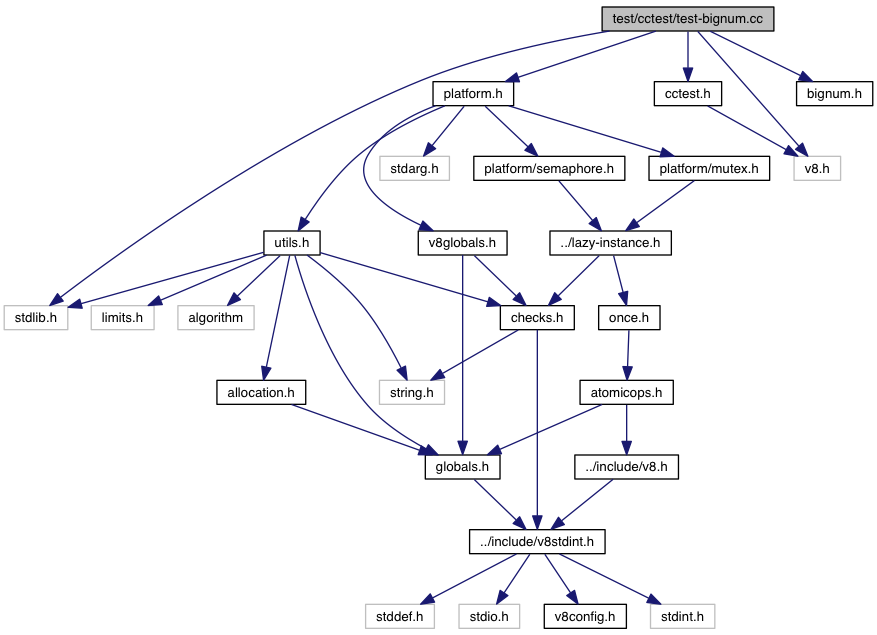 test/cctest/test-bignum.cc
platform.h
cctest.h
bignum.h
stdarg.h
platform/semaphore.h
platform/mutex.h
v8.h
utils.h
v8globals.h
../lazy-instance.h
stdlib.h
limits.h
algorithm
checks.h
once.h
allocation.h
string.h
atomicops.h
globals.h
../include/v8.h
../include/v8stdint.h
stddef.h
stdio.h
v8config.h
stdint.h